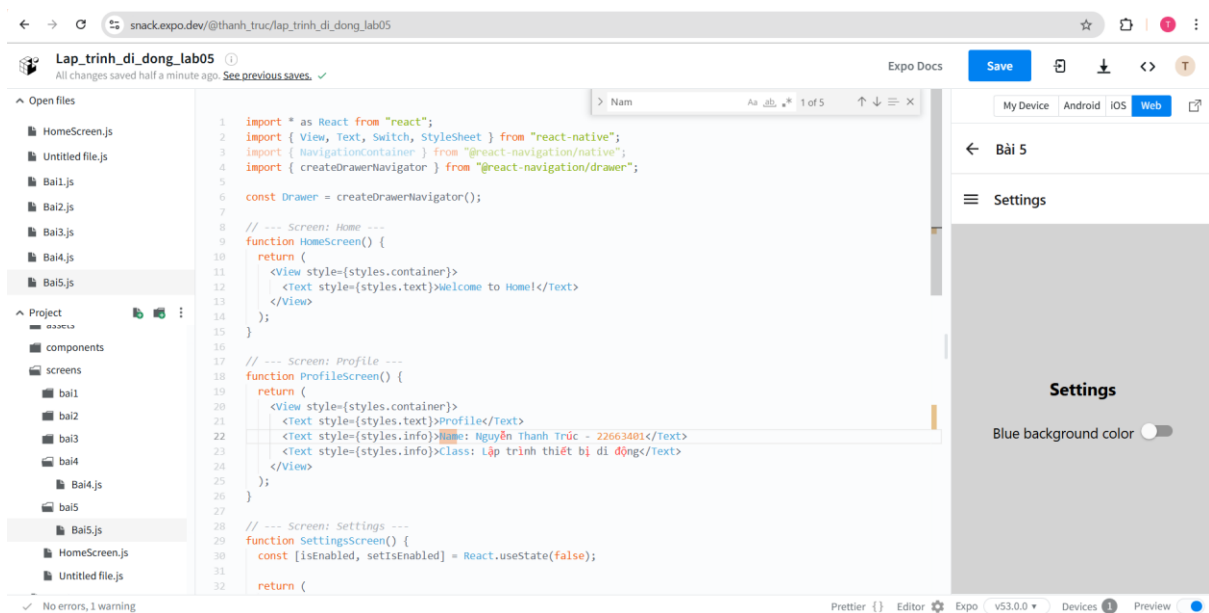 snack.expo.dev/@thanh_truc/lap_trinh_di_dong_lab05
T
Lap_trinh_di_dong_lab05
All changes saved half a minute ago. See previous saves.
Expo Docs
Save
T
Open files
HomeScreen.js
Untitled file.js
Bai1.js
Bai2.js
Bai3.js
Bai4.js
Bai5.js
Project
assets
components
screens
bai1
bai2
bai3
bai4
Bai4.js
bai5
Bai5.js
HomeScreen.js
Untitled file.js
> Nam Aa ab 1 of 5
1 import * as React from "react";
2 import { View, Text, Switch, StyleSheet } from "react-native";
3 import { NavigationContainer } from "@react-navigation/native";
4 import { createDrawerNavigator } from "@react-navigation/drawer";
5
6 const Drawer = createDrawerNavigator();
7
8 // --- Screen: Home ---
9 function HomeScreen() {
10 return (
11 <View style={styles.container}>
12 <Text style={styles.text}>Welcome to Home!</Text>
13 </View>
14 );
15 }
16
17 // --- Screen: Profile ---
18 function ProfileScreen() {
19 return (
20 <View style={styles.container}>
21 <Text style={styles.text}>Profile</Text>
22 <Text style={styles.info}>Name: Nguyễn Thanh Trúc - 22663401</Text>
23 <Text style={styles.info}>Class: Lập trình thiết bị di động</Text>
24 </View>
25 );
26 }
27
28 // --- Screen: Settings ---
29 function SettingsScreen() {
30 const [isEnabled, setIsEnabled] = React.useState(false);
31
32 return (
My Device Android iOS Web
Bài 5
Settings
Settings
Blue background color
No errors, 1 warning
Prettier {} Editor Expo v53.0.0 Devices 1 Preview